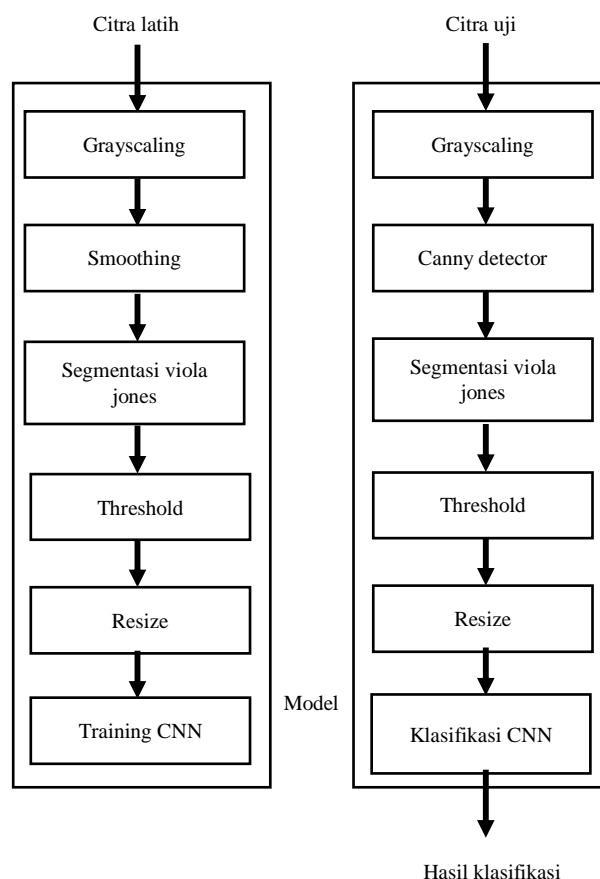 Citra latih
Grayscaling
Smoothing
Segmentasi viola
jones
Threshold
Resize
Training CNN
Model
Citra uji
Grayscaling
Canny detector
Segmentasi viola
jones
Threshold
Resize
Klasifikasi CNN
Hasil klasifikasi